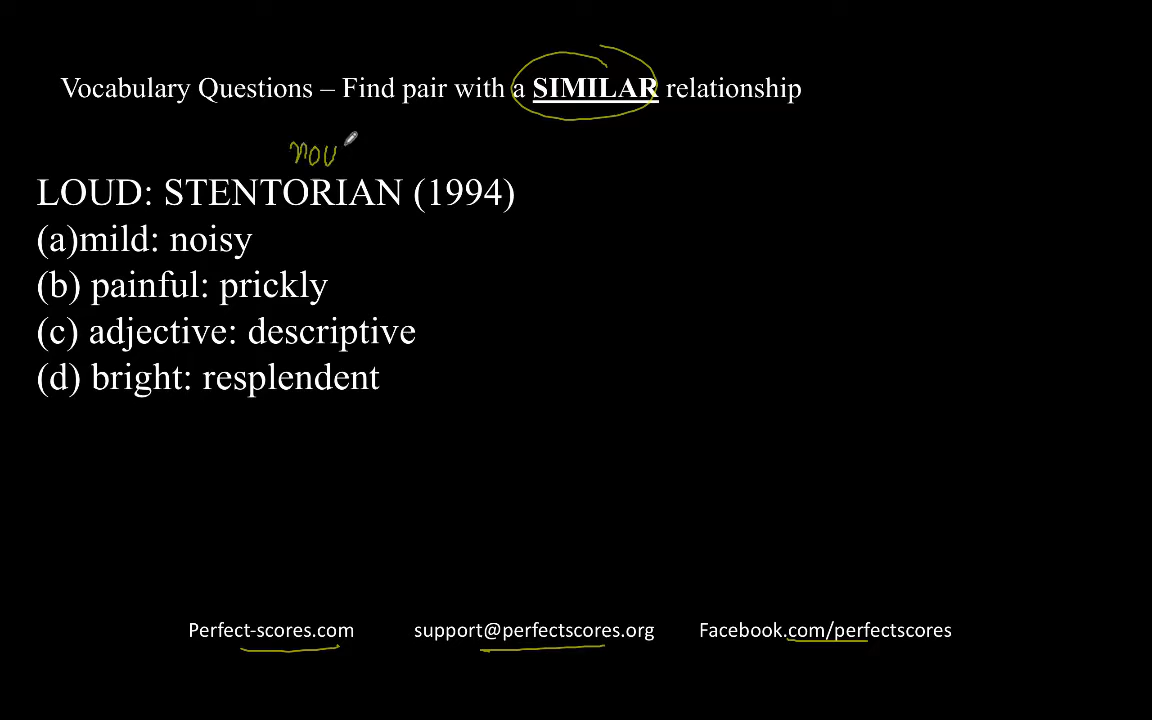 Vocabulary Questions – Find pair with a SIMILAR relationship
nou
LOUD: STENTORIAN (1994)
(a)mild: noisy
(b) painful: prickly
(c) adjective: descriptive
(d) bright: resplendent
Perfect-scores.com support@perfectscores.org Facebook.com/perfectscores